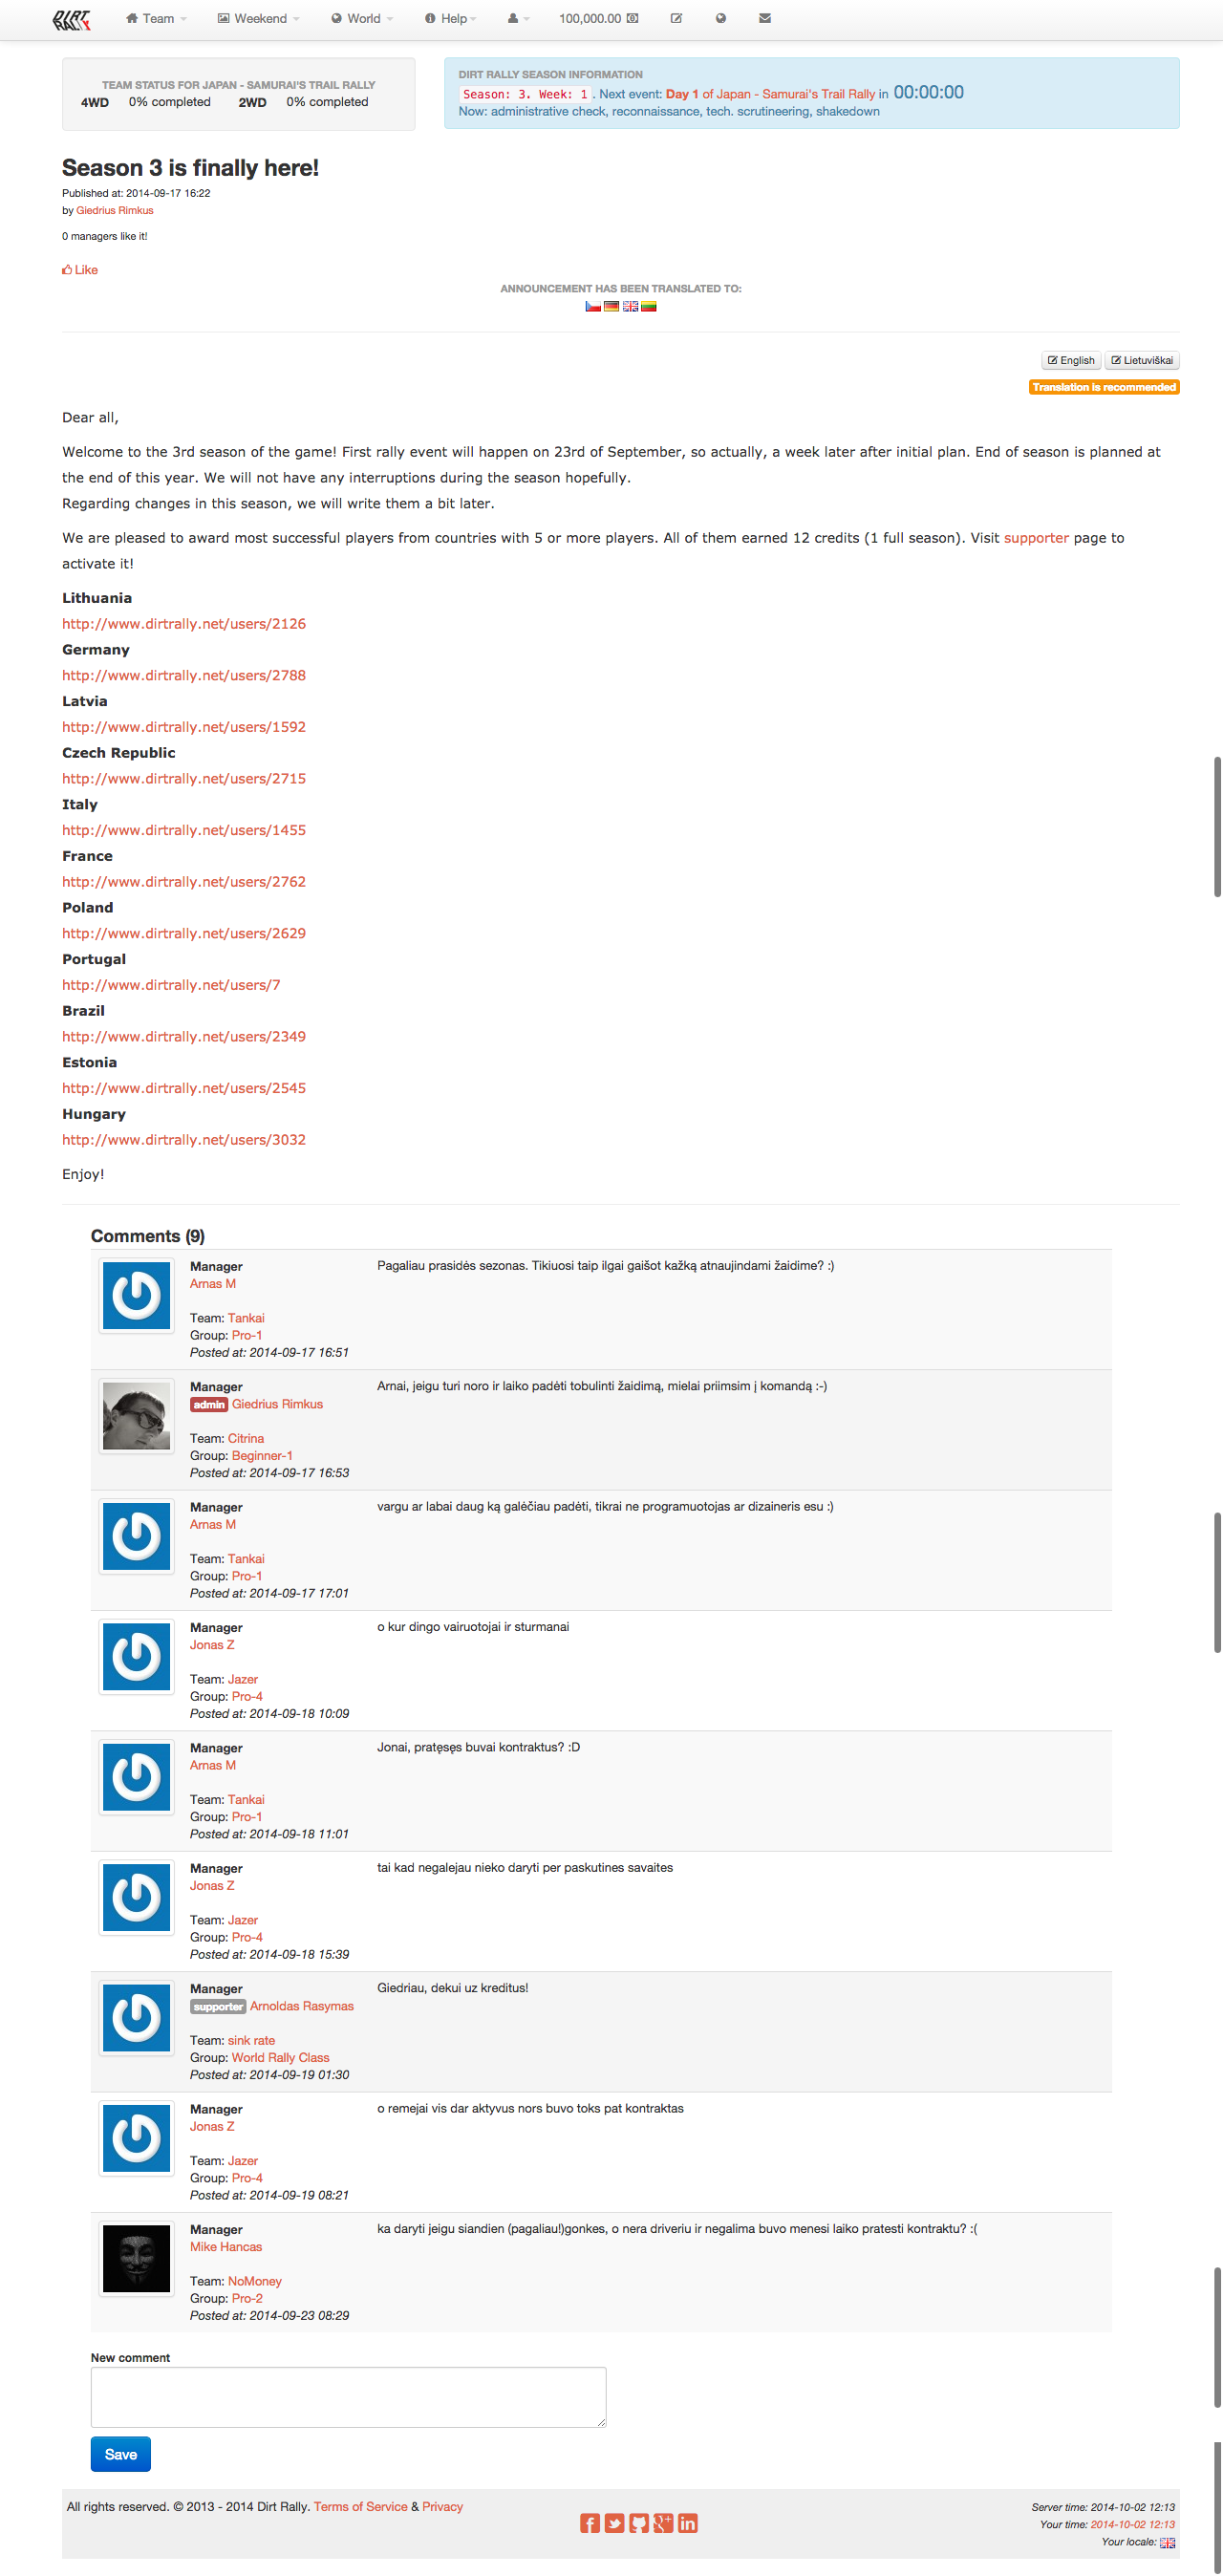 DIRT RALLY
Team
Weekend
World
Help
100,000.00
TEAM STATUS FOR JAPAN - SAMURAI'S TRAIL RALLY
4WD 0% completed 2WD 0% completed
DIRT RALLY SEASON INFORMATION
Season: 3. Week: 1. Next event: Day 1 of Japan - Samurai's Trail Rally in 00:00:00
Now: administrative check, reconnaissance, tech. scrutineering, shakedown
Season 3 is finally here!
Published at: 2014-09-17 16:22
by Giedrius Rimkus
0 managers like it!
Like
ANNOUNCEMENT HAS BEEN TRANSLATED TO:
English
Lietuviškai
Translation is recommended
Dear all,
Welcome to the 3rd season of the game! First rally event will happen on 23rd of September, so actually, a week later after initial plan. End of season is planned at
the end of this year. We will not have any interruptions during the season hopefully.
Regarding changes in this season, we will write them a bit later.
We are pleased to award most successful players from countries with 5 or more players. All of them earned 12 credits (1 full season). Visit supporter page to
activate it!
Lithuania
http://www.dirtrally.net/users/2126
Germany
http://www.dirtrally.net/users/2788
Latvia
http://www.dirtrally.net/users/1592
Czech Republic
http://www.dirtrally.net/users/2715
Italy
http://www.dirtrally.net/users/1455
France
http://www.dirtrally.net/users/2762
Poland
http://www.dirtrally.net/users/2629
Portugal
http://www.dirtrally.net/users/7
Brazil
http://www.dirtrally.net/users/2349
Estonia
http://www.dirtrally.net/users/2545
Hungary
http://www.dirtrally.net/users/3032
Enjoy!
Comments (9)
Manager
Arnas M
Team: Tankai
Group: Pro-1
Posted at: 2014-09-17 16:51
Pagaliau prasidės sezonas. Tikiuosi taip ilgai gaišot kažką atnaujindami žaidime? :)
Manager
admin Giedrius Rimkus
Team: Citrina
Group: Beginner-1
Posted at: 2014-09-17 16:53
Arnai, jeigu turi noro ir laiko padėti tobulinti žaidimą, mielai priimsim į komandą :-)
Manager
Arnas M
Team: Tankai
Group: Pro-1
Posted at: 2014-09-17 17:01
vargu ar labai daug ką galėčiau padėti, tikrai ne programuotojas ar dizaineris esu :)
Manager
Jonas Z
Team: Jazer
Group: Pro-4
Posted at: 2014-09-18 10:09
o kur dingo vairuotojai ir sturmanai
Manager
Arnas M
Team: Tankai
Group: Pro-1
Posted at: 2014-09-18 11:01
Jonai, pratęsęs buvai kontraktus? :D
Manager
Jonas Z
Team: Jazer
Group: Pro-4
Posted at: 2014-09-18 15:39
tai kad negalejau nieko daryti per paskutines savaites
Manager
supporter Arnoldas Rasymas
Team: sink rate
Group: World Rally Class
Posted at: 2014-09-19 01:30
Giedriau, dekui uz kreditus!
Manager
Jonas Z
Team: Jazer
Group: Pro-4
Posted at: 2014-09-19 08:21
o remejai vis dar aktyvus nors buvo toks pat kontraktas
Manager
Mike Hancas
Team: NoMoney
Group: Pro-2
Posted at: 2014-09-23 08:29
ka daryti jeigu siandien (pagaliau!)gonkes, o nera driveriu ir negalima buvo menesi laiko pratesti kontraktu? :(
New comment
Save
All rights reserved. © 2013 - 2014 Dirt Rally. Terms of Service & Privacy
Server time: 2014-10-02 12:13
Your time: 2014-10-02 12:13
Your locale: